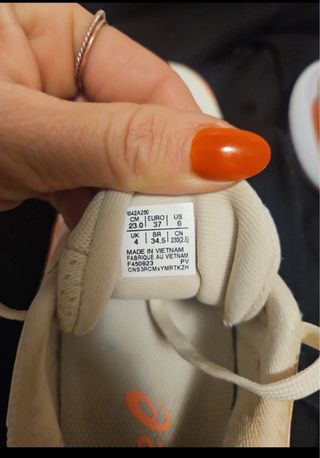 1042A250
CM EURO US
23.0 37 6
UK BR CN
4 34.5 230(2.5)
MADE IN VIETNAM
FABRIQUE AU VIETNAM
F450923 PV
CNS3RCMxYMRTKZH